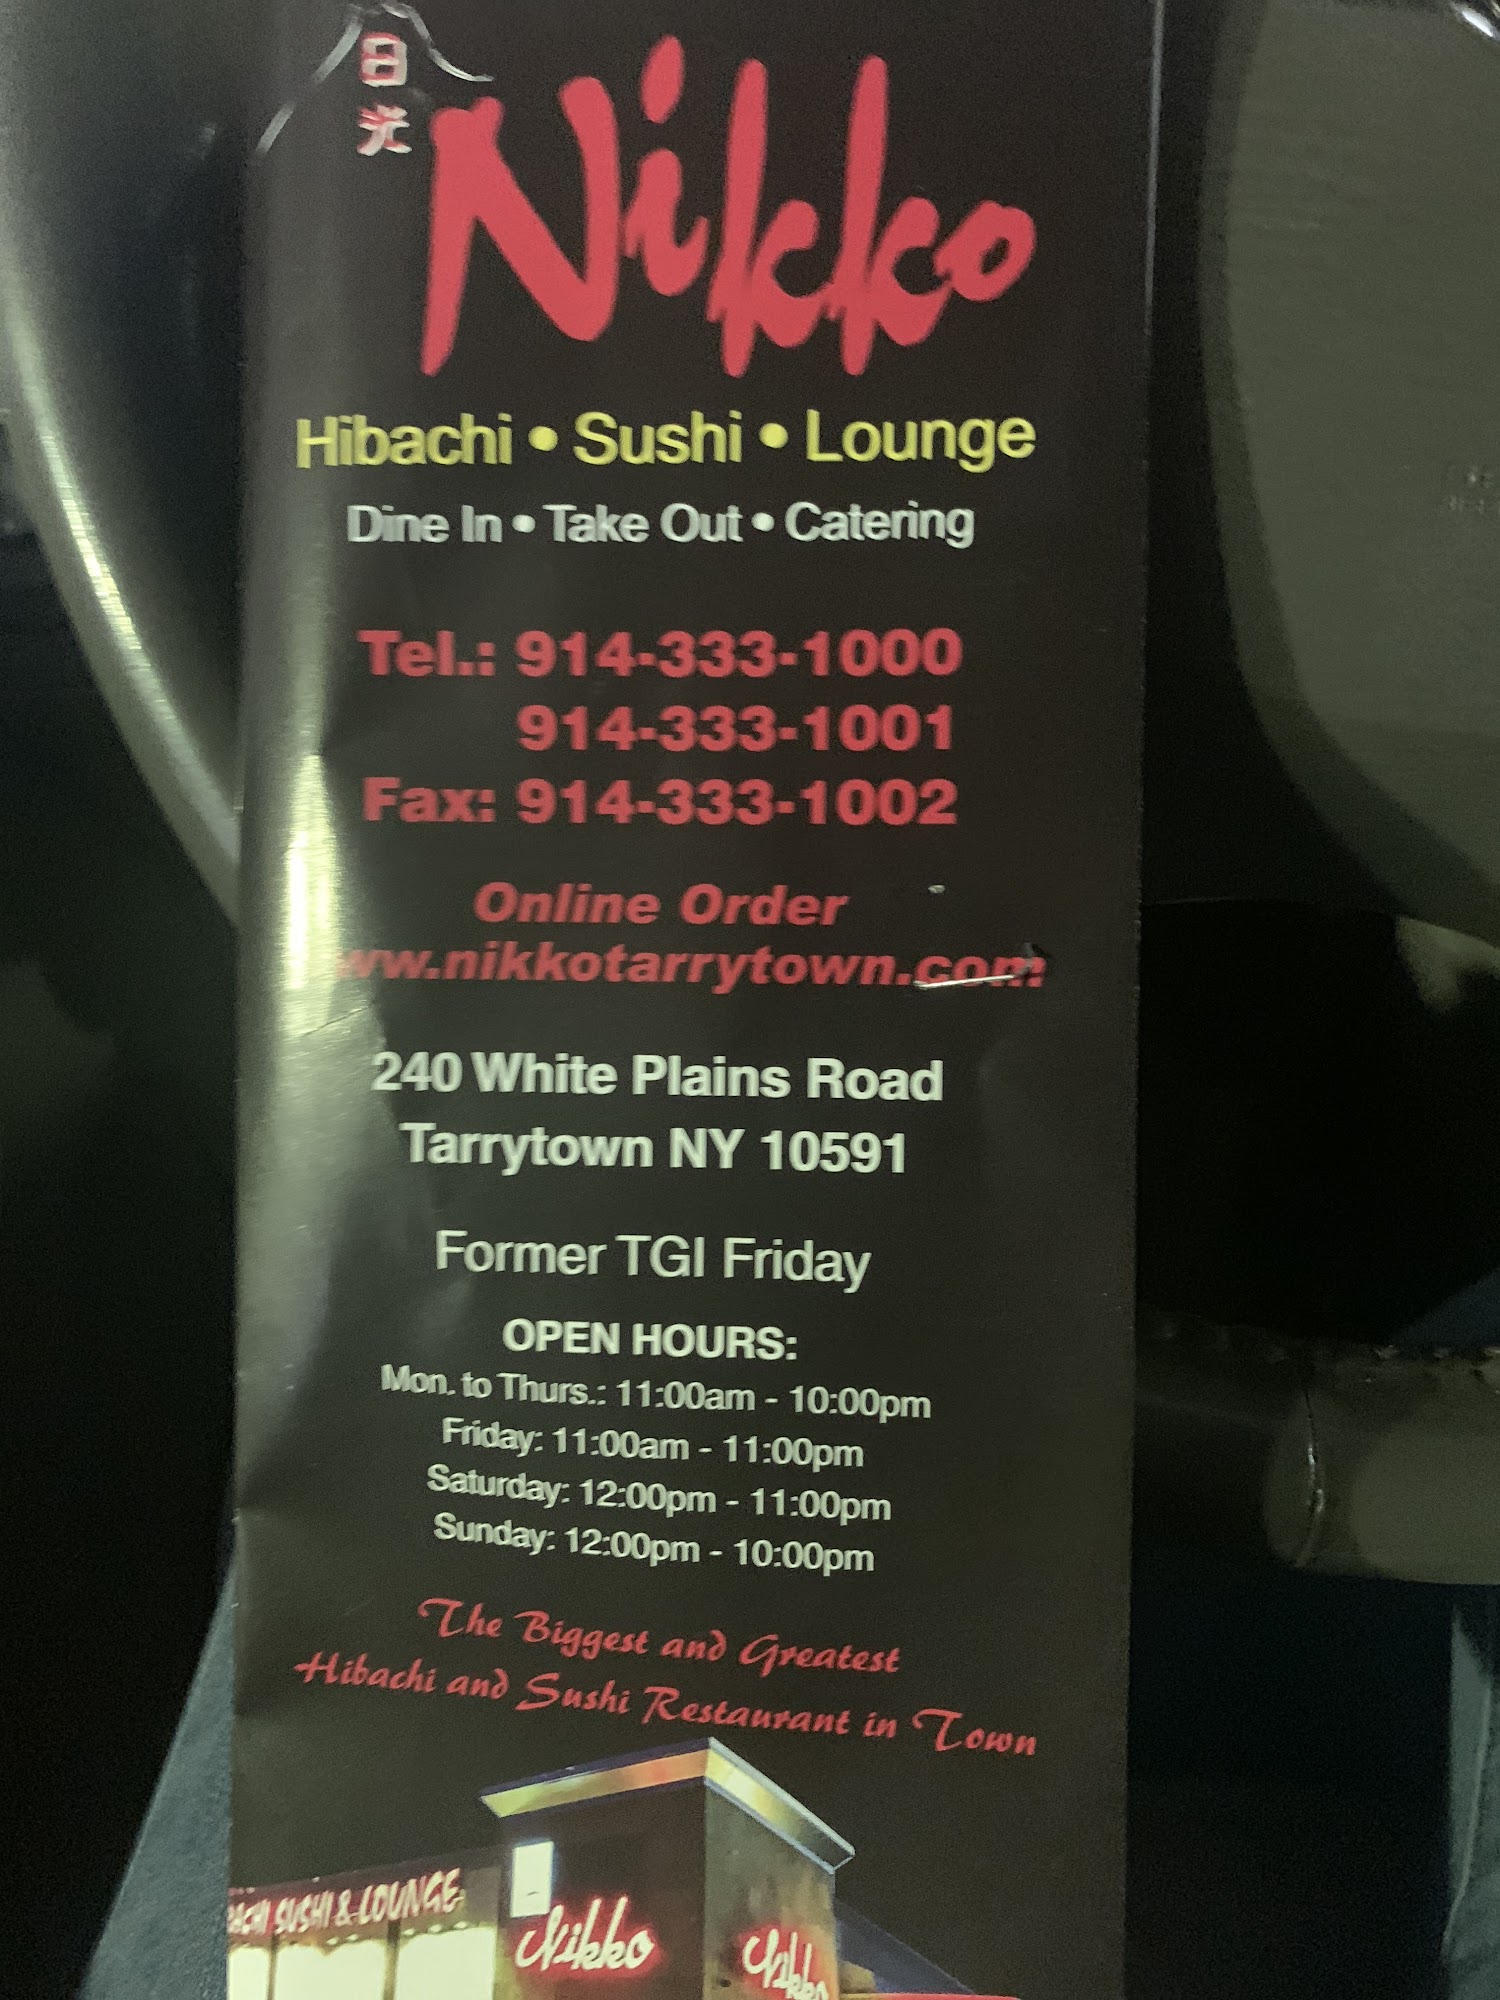 日光
Nikko
Hibachi • Sushi • Lounge
Dine In • Take Out • Catering
Tel.: 914-333-1000
914-333-1001
Fax: 914-333-1002
Online Order
ww.nikkotarrytown.com
240 White Plains Road
Tarrytown NY 10591
Former TGI Friday
OPEN HOURS:
Mon. to Thurs.: 11:00am - 10:00pm
Friday: 11:00am - 11:00pm
Saturday: 12:00pm - 11:00pm
Sunday: 12:00pm - 10:00pm
The Biggest and Greatest
Hibachi and Sushi Restaurant in Town
ACHI SUSHI & LOUNGE
Nikko
Nikko